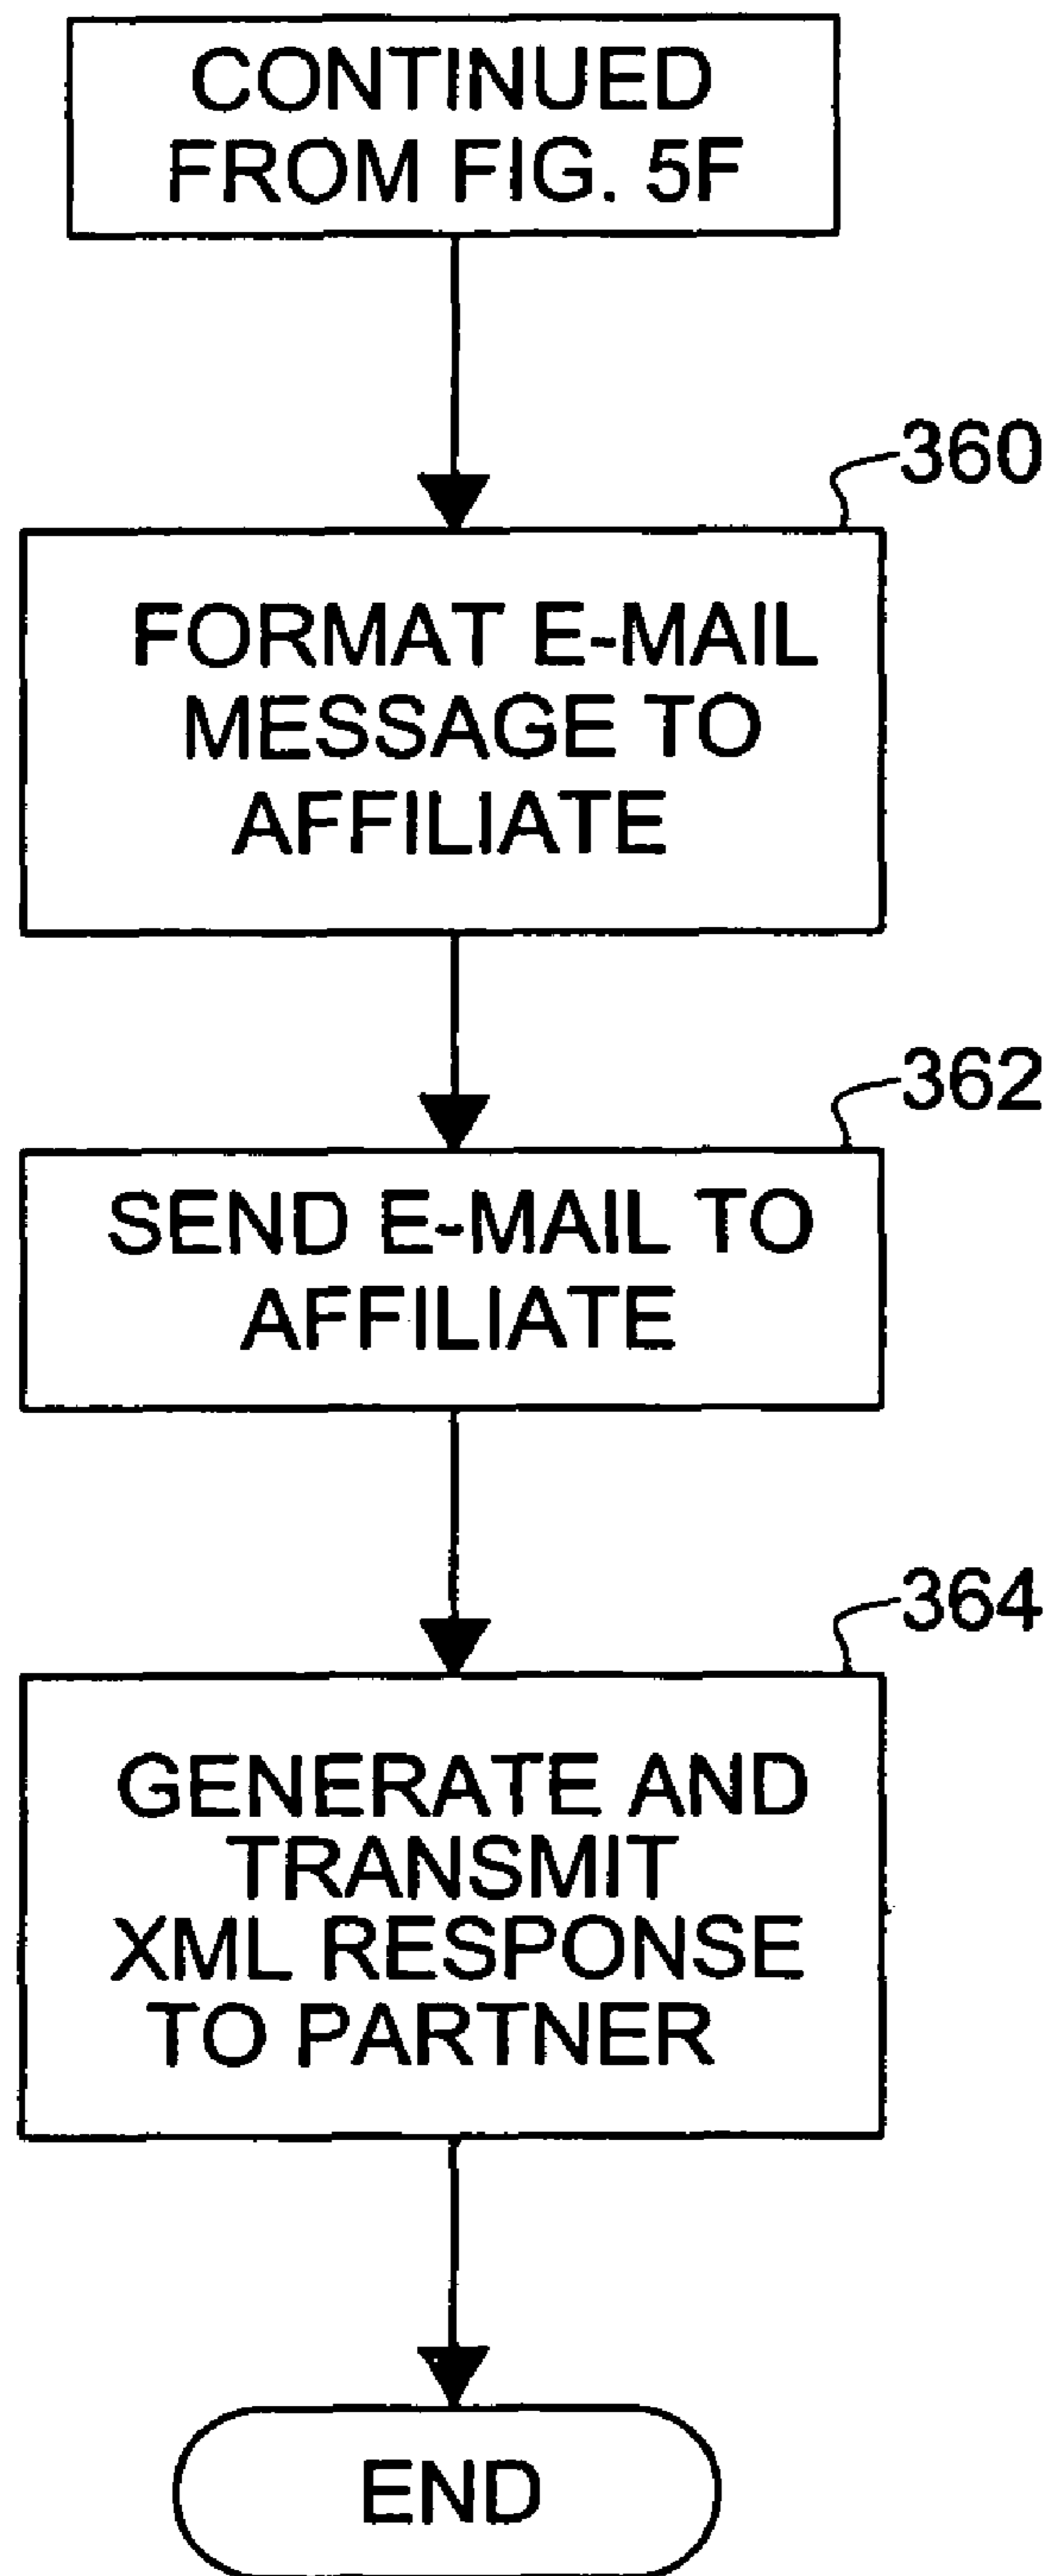 CONTINUED
FROM FIG. 5F
360
FORMAT E-MAIL
MESSAGE TO
AFFILIATE
362
SEND E-MAIL TO
AFFILIATE
364
GENERATE AND
TRANSMIT
XML RESPONSE
TO PARTNER
END